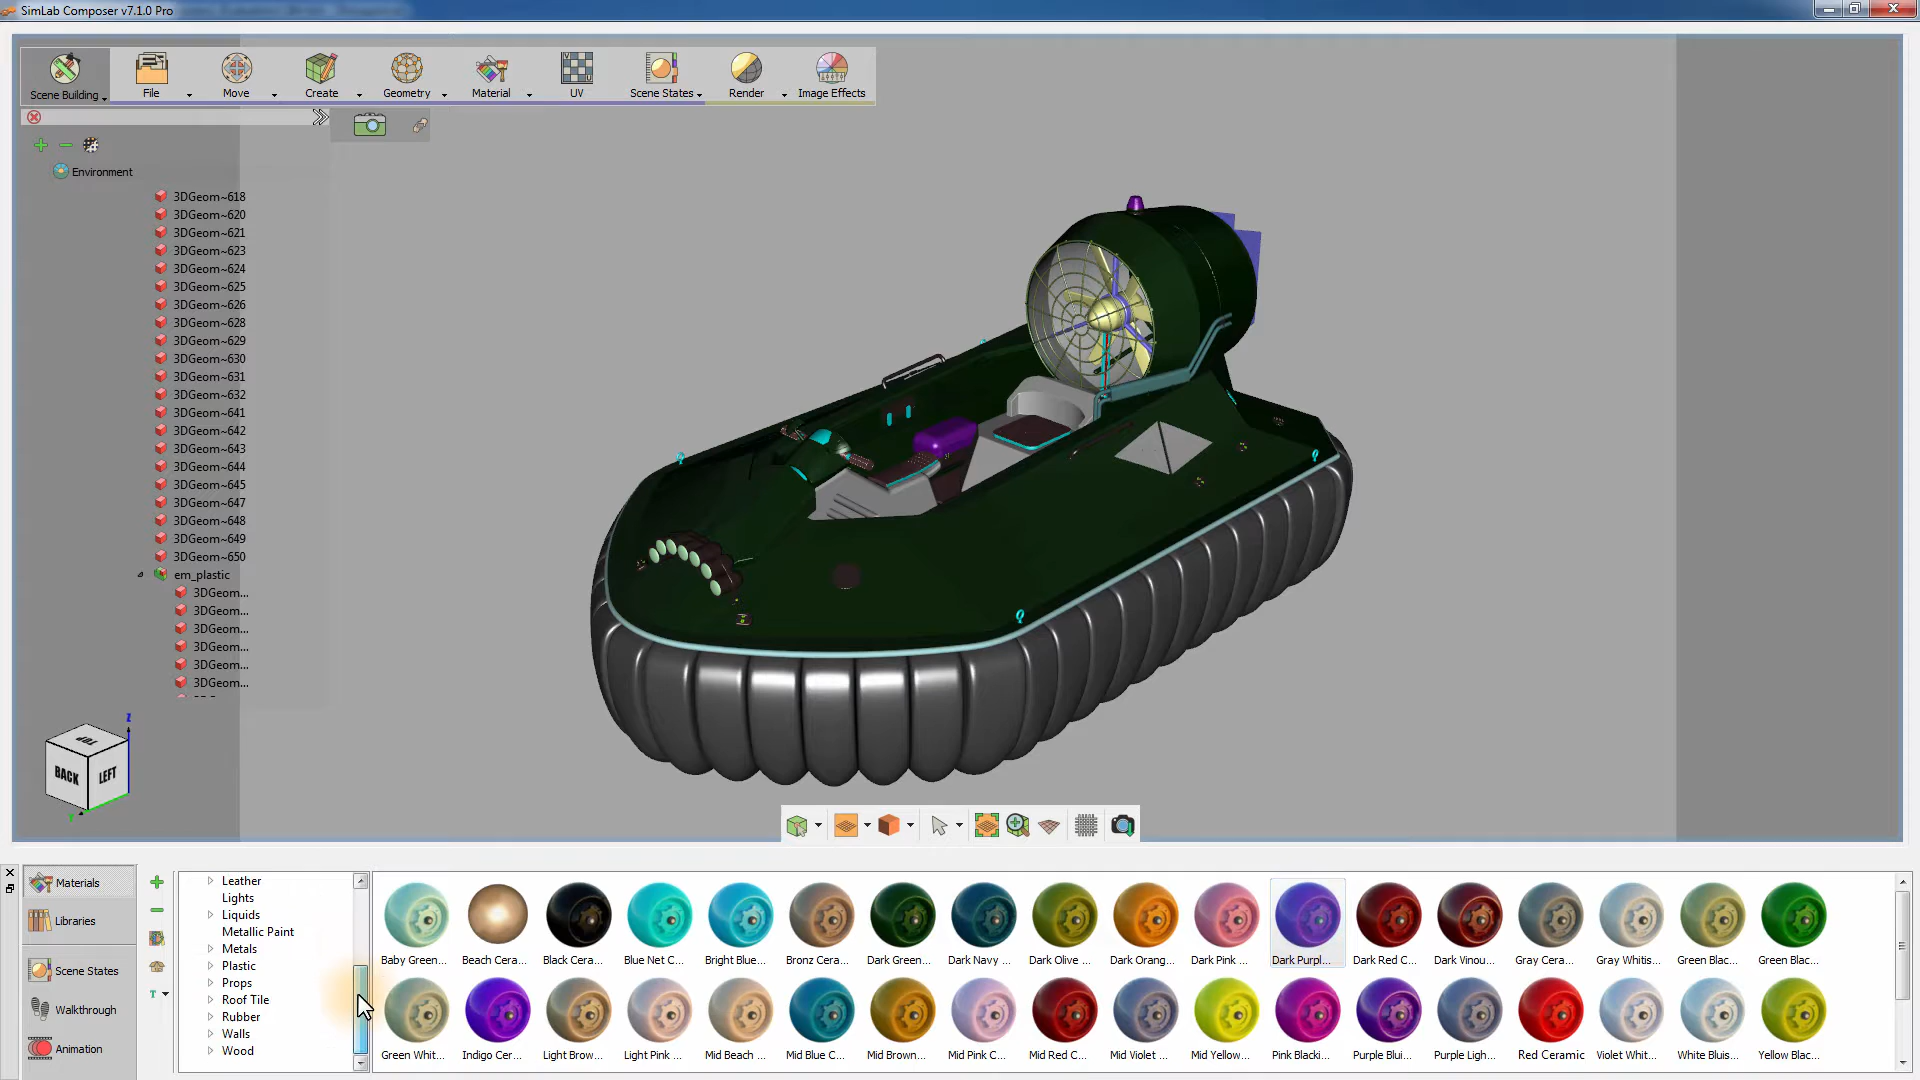 SimLab Composer v7.1.0 Pro
Scene Building
File
Move
Create
Geometry
Material
UV
Scene States
Render
Image Effects
Environment
3DGeom~618
3DGeom~620
3DGeom~621
3DGeom~623
3DGeom~624
3DGeom~625
3DGeom~626
3DGeom~628
3DGeom~629
3DGeom~630
3DGeom~631
3DGeom~632
3DGeom~641
3DGeom~642
3DGeom~643
3DGeom~644
3DGeom~645
3DGeom~647
3DGeom~648
3DGeom~649
3DGeom~650
em_plastic
3DGeom...
3DGeom...
3DGeom...
3DGeom...
3DGeom...
3DGeom...
Z
TOP
BACK
LEFT
Y
Materials
Libraries
Scene States
Walkthrough
Animation
T
Leather
Lights
Liquids
Metallic Paint
Metals
Plastic
Props
Roof Tile
Rubber
Walls
Wood
Baby Green...
Beach Cera...
Black Cera...
Blue Net C...
Bright Blue...
Bronz Cera...
Dark Green...
Dark Navy ...
Dark Olive ...
Dark Orang...
Dark Pink ...
Dark Purpl...
Dark Red C...
Dark Vinou...
Gray Cera...
Gray Whitis...
Green Blac...
Green Blac...
Green Whit...
Indigo Cer...
Light Brow...
Light Pink ...
Mid Beach ...
Mid Blue C...
Mid Brown...
Mid Pink C...
Mid Red C...
Mid Violet ...
Mid Yellow...
Pink Blacki...
Purple Blui...
Purple Ligh...
Red Ceramic
Violet Whit...
White Bluis...
Yellow Blac...